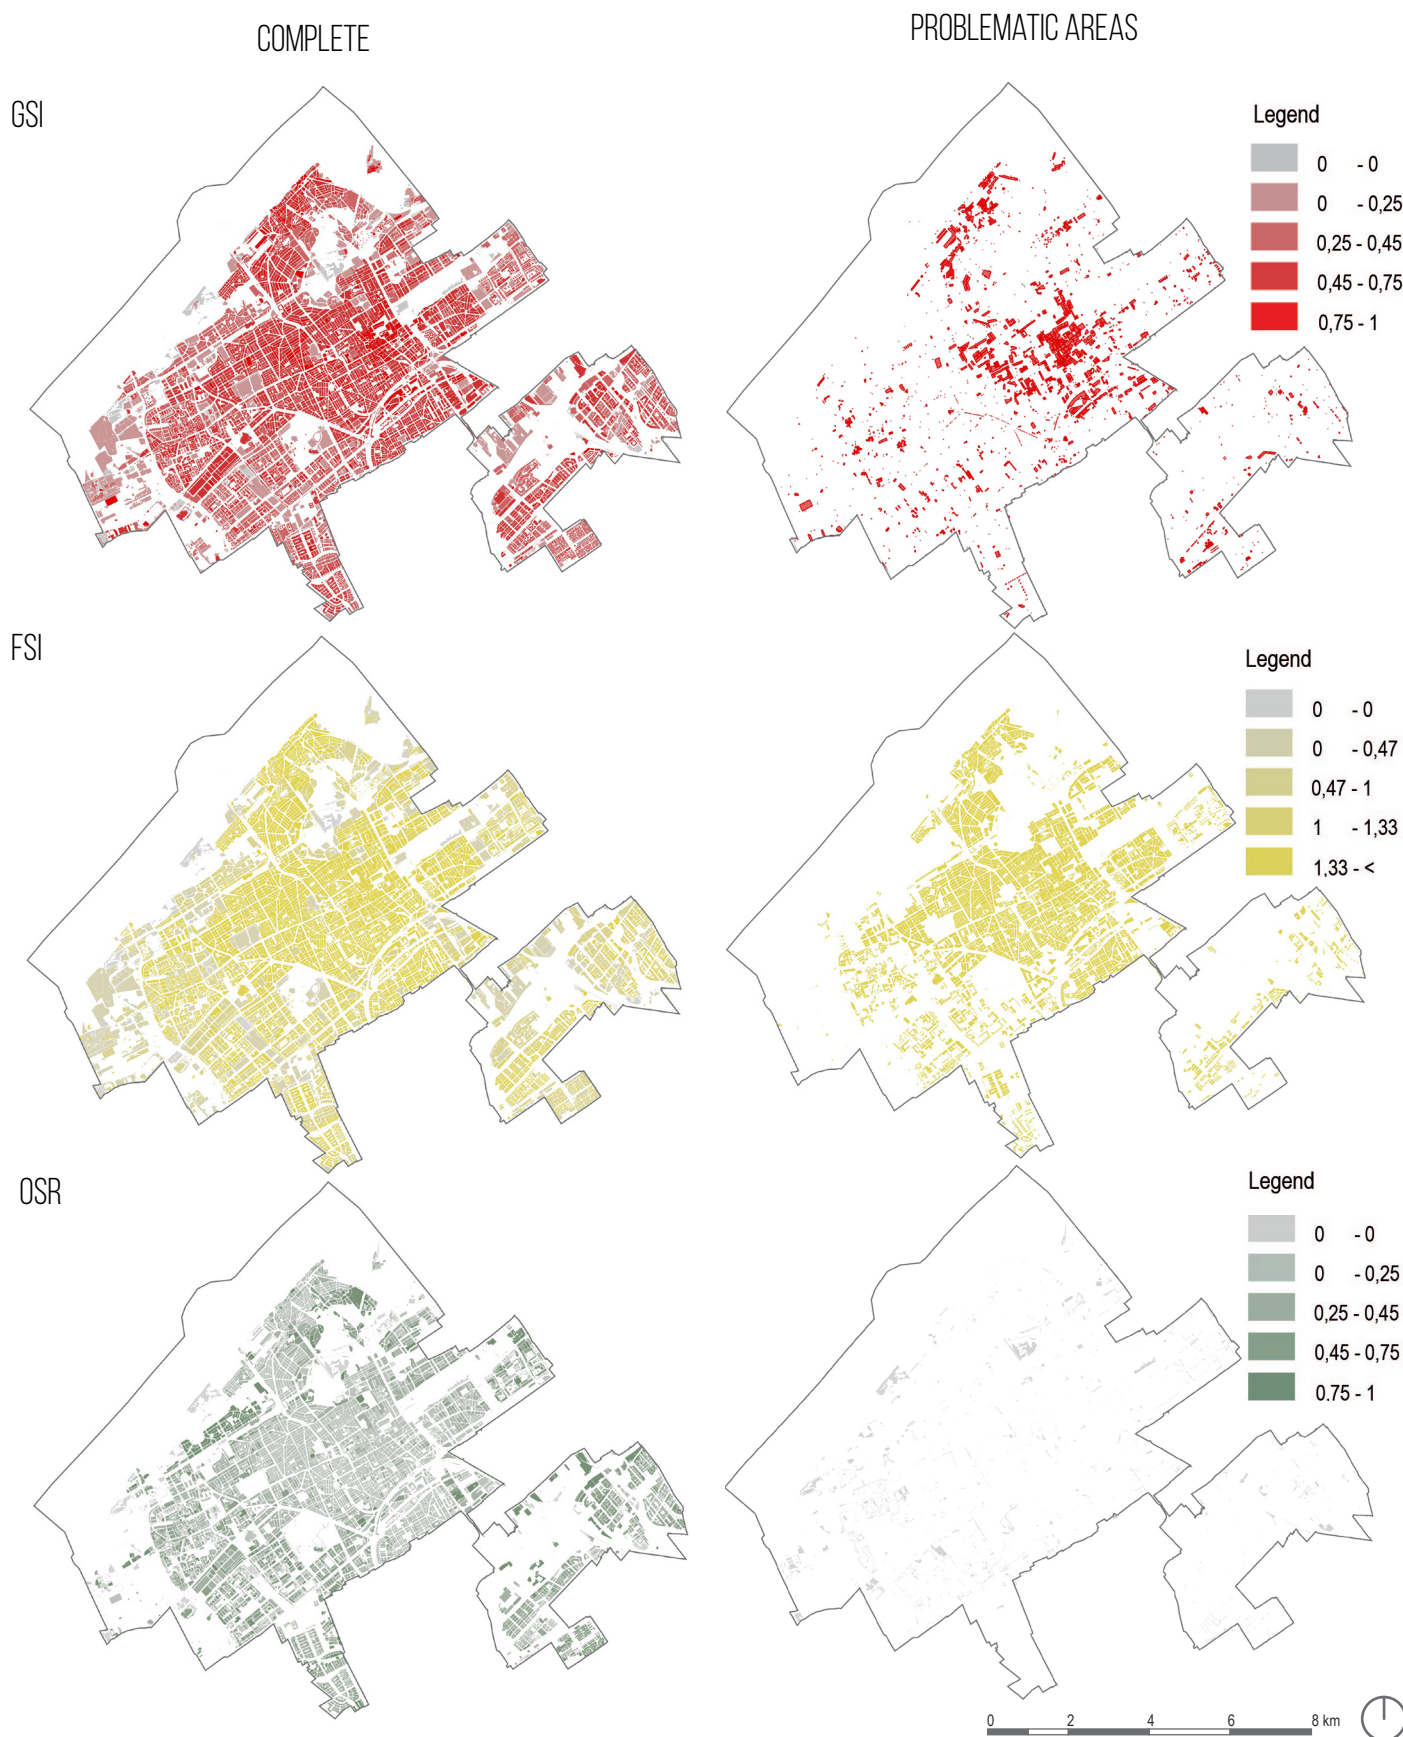 COMPLETE
PROBLEMATIC AREAS
GSI
Legend
0 - 0
0 - 0,25
0,25 - 0,45
0,45 - 0,75
0,75 - 1
FSI
Legend
0 - 0
0 - 0,47
0,47 - 1
1 - 1,33
1,33 - <
OSR
Legend
0 - 0
0 - 0,25
0,25 - 0,45
0,45 - 0,75
0.75 - 1
0 2 4 6 8 km